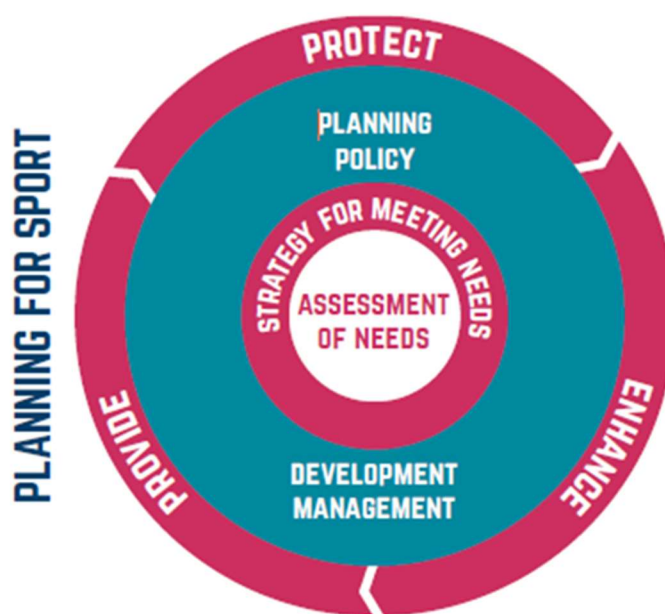 PLANNING FOR SPORT
PROTECT
PLANNING
POLICY
STRATEGY FOR MEETING NEEDS
ASSESSMENT
OF NEEDS
PROVIDE
ENHANCE
DEVELOPMENT
MANAGEMENT